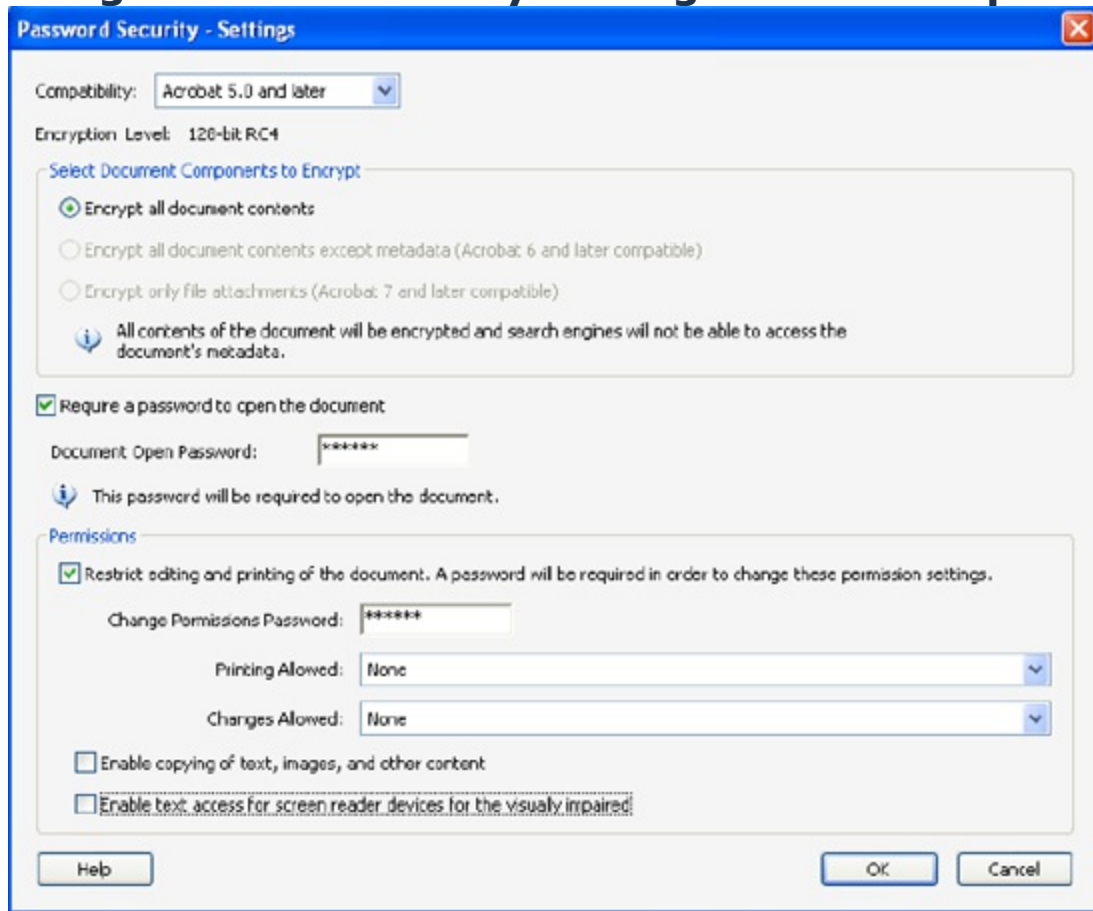 Password Security - Settings
Compatibility: Acrobat 5.0 and later
Encryption Level: 128-bit RC4
Select Document Components to Encrypt
Encrypt all document contents
Encrypt all document contents except metadata (Acrobat 6 and later compatible)
Encrypt only file attachments (Acrobat 7 and later compatible)
All contents of the document will be encrypted and search engines will not be able to access the
document's metadata.
Require a password to open the document
Document Open Password: ******
This password will be required to open the document.
Permissions
Restrict editing and printing of the document. A password will be required in order to change these permission settings.
Change Permissions Password: ******
Printing Allowed: None
Changes Allowed: None
Enable copying of text, images, and other content
Enable text access for screen reader devices for the visually impaired
Help OK Cancel